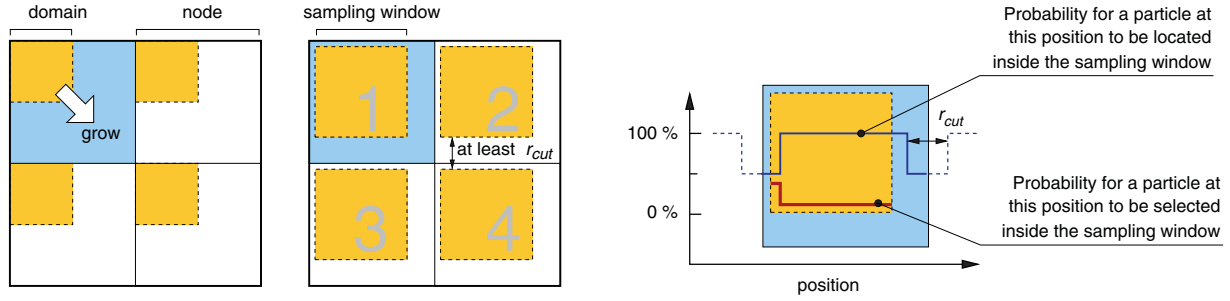 domain
node
grow
sampling window
1
2
at least r_cut
3
4
Probability for a particle at
this position to be located
inside the sampling window
r_cut
100 %
0 %
Probability for a particle at
this position to be selected
inside the sampling window
position